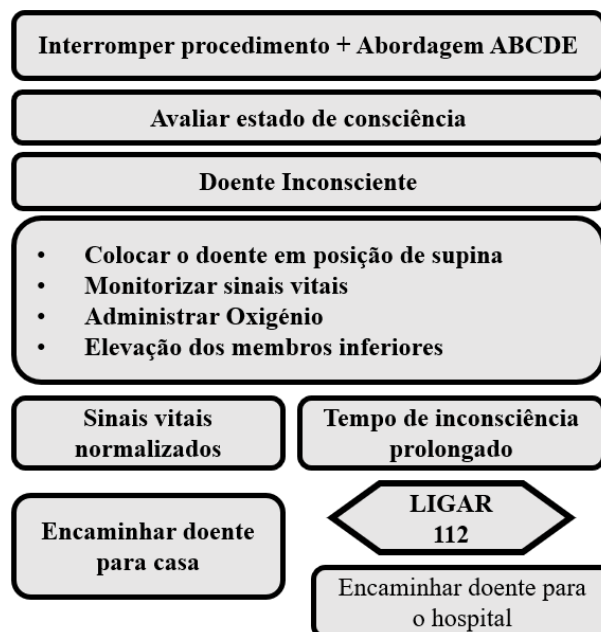 Interromper procedimento + Abordagem ABCDE
Avaliar estado de consciência
Doente Inconsciente
• Colocar o doente em posição de supina
• Monitorizar sinais vitais
• Administrar Oxigénio
• Elevação dos membros inferiores
Sinais vitais
normalizados
Tempo de inconsciência
prolongado
Encaminhar doente
para casa
LIGAR
112
Encaminhar doente para
o hospital